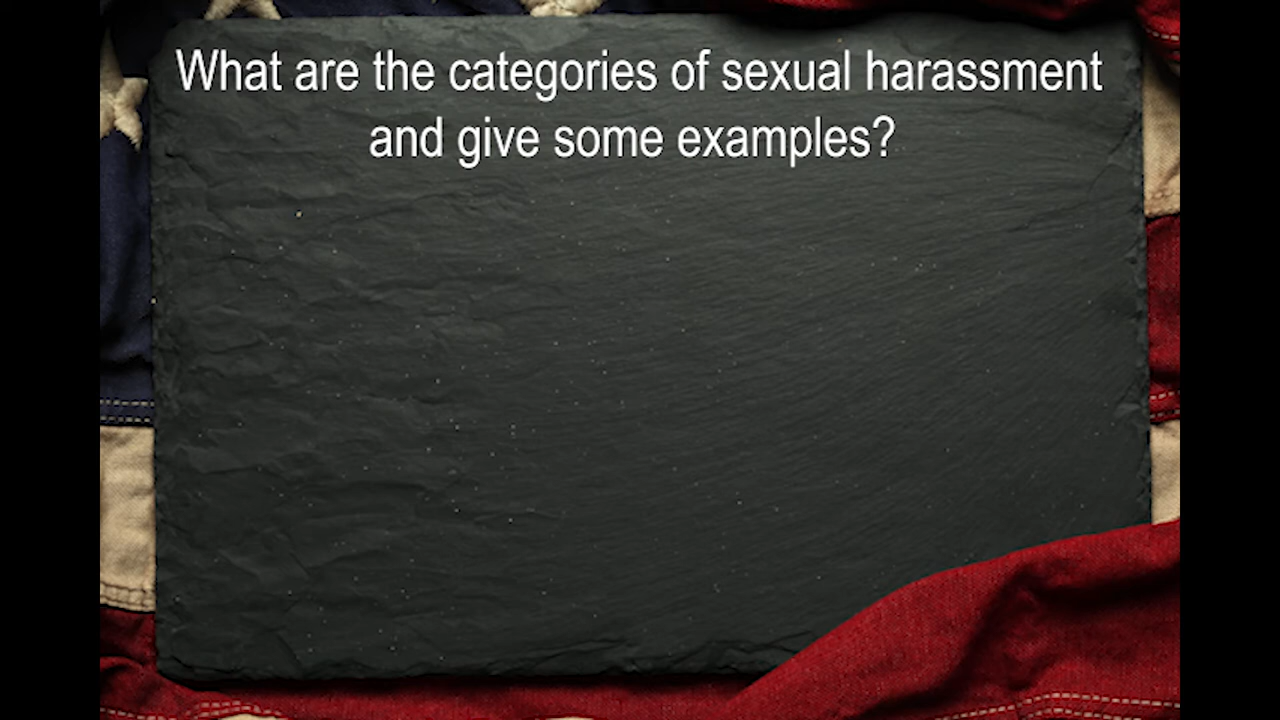 What are the categories of sexual harassment
and give some examples?